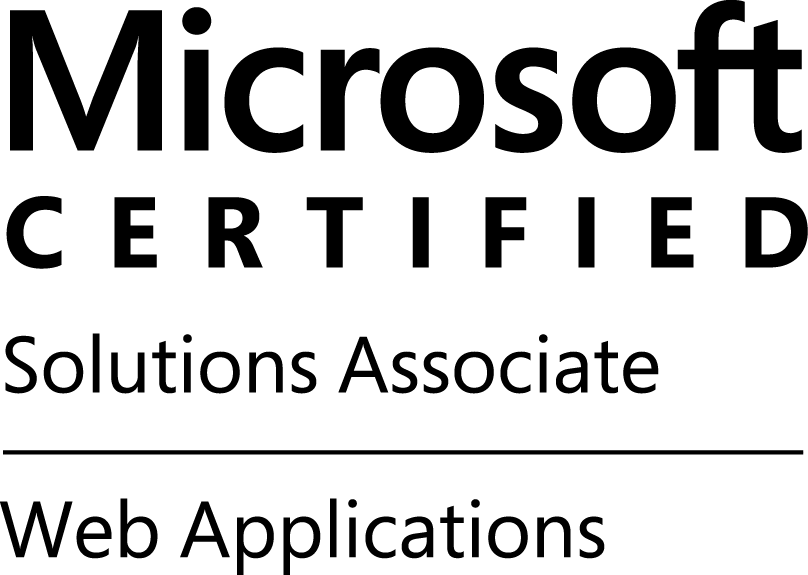 Microsoft
CERTIFIED
Solutions Associate
Web Applications